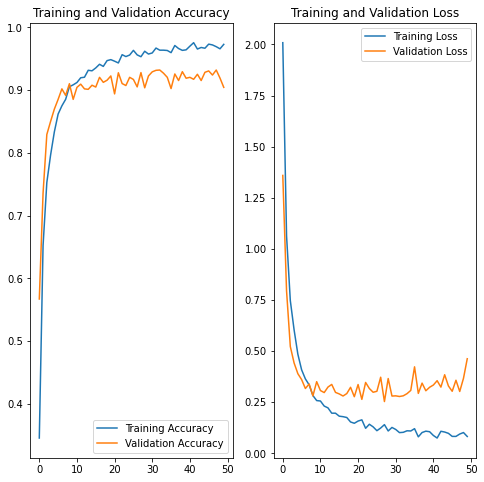 Training and Validation Accuracy
1.0
0.9
0.8
0.7
0.6
0.5
0.4
0 10 20 30 40 50
Training Accuracy
Validation Accuracy
Training and Validation Loss
2.00
1.75
1.50
1.25
1.00
0.75
0.50
0.25
0.00
0 10 20 30 40 50
Training Loss
Validation Loss